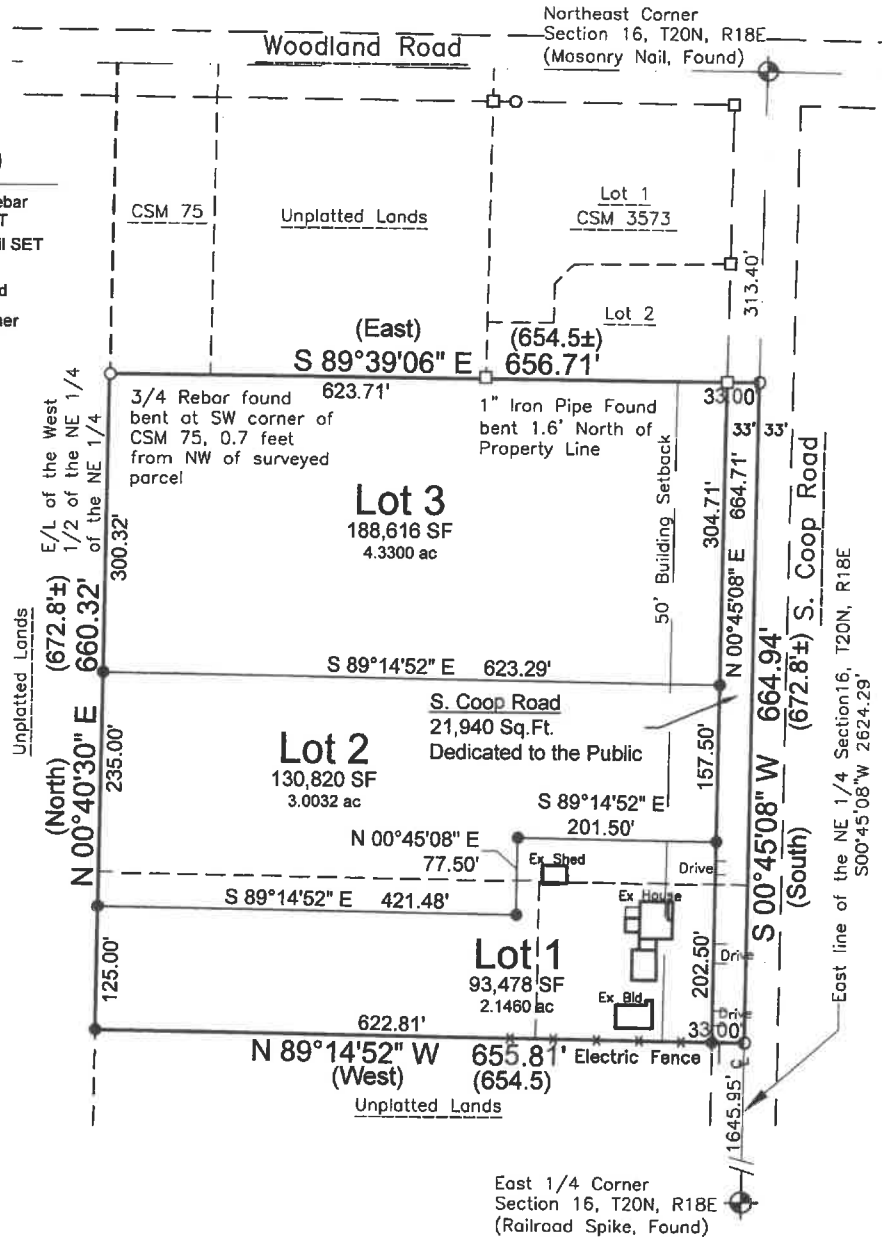 Northeast Corner
Section 16, T20N, R18E
(Masonry Nail, Found)
Woodland Road
CSM 75
Unplatted Lands
Lot 1
CSM 3573
Lot 2
313.40'
il SET
(East)
(654.5±)
S 89°39'06" E 656.71'
623.71'
33.00'
33' 33'
3/4 Rebar found
bent at SW corner of
CSM 75, 0.7 feet
from NW of surveyed
parcel
1" Iron Pipe Found
bent 1.6' North of
Property Line
E/L of the West
1/2 of the NE 1/4
of the NE 1/4
300.32'
Lot 3
188,616 SF
4.3300 ac
50' Building Setback
304.71'
N 00°45'08" E 664.71'
S. Coop Road
Unplatted Lands
(672.8'±)
660.32'
(North)
N 00°40'30" E
235.00'
S 89°14'52" E 623.29'
S. Coop Road
21,940 Sq.Ft.
Dedicated to the Public
Lot 2
130,820 SF
3.0032 ac
157.50'
S 00°45'08" W 664.94'
(South)
(672.8'±)
East line of the NE 1/4 Section16, T20N, R18E
S00°45'08"W 2624.29'
S 89°14'52" E
201.50'
N 00°45'08" E
77.50'
Ex Shed
Drive
S 89°14'52" E 421.48'
Ex House
125.00'
Lot 1
93,478 SF
2.1460 ac
Drive
202.50'
Ex Bld
Drive
622.81'
33.00'
N 89°14'52" W 655.81'
(West)
(654.5)
Electric Fence
Unplatted Lands
1645.95'
East 1/4 Corner
Section 16, T20N, R18E
(Railroad Spike, Found)